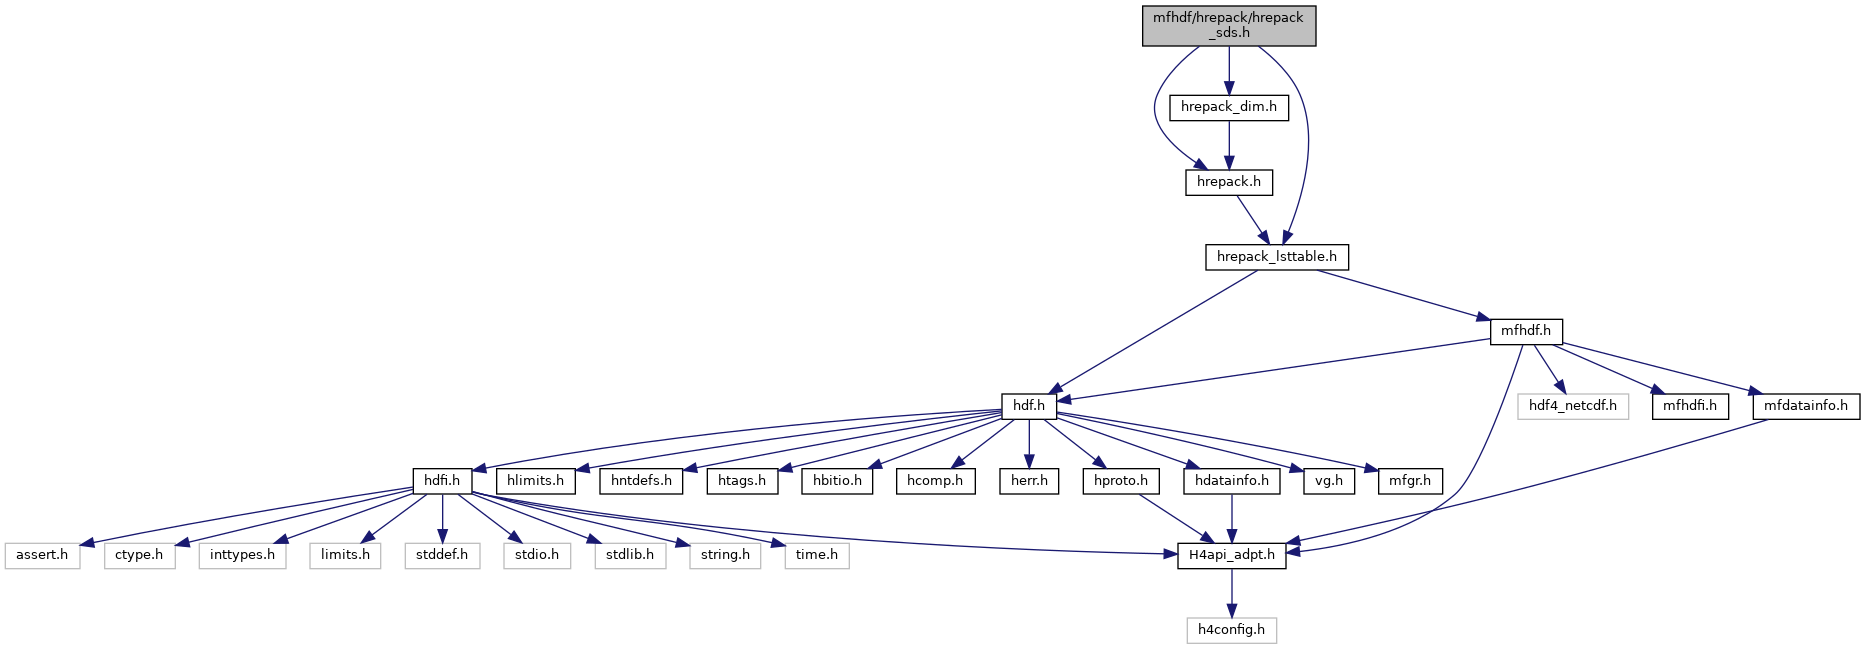 mfhdf/hrepack/hrepack
_sds.h
hrepack_dim.h
hrepack.h
hrepack_lsttable.h
mfhdf.h
hdf.h
hdf4_netcdf.h
mfhdfi.h
mfdatainfo.h
hdfi.h
hlimits.h
hntdefs.h
htags.h
hbitio.h
hcomp.h
herr.h
hproto.h
hdatainfo.h
vg.h
mfgr.h
assert.h
ctype.h
inttypes.h
limits.h
stddef.h
stdio.h
stdlib.h
string.h
time.h
H4api_adpt.h
h4config.h